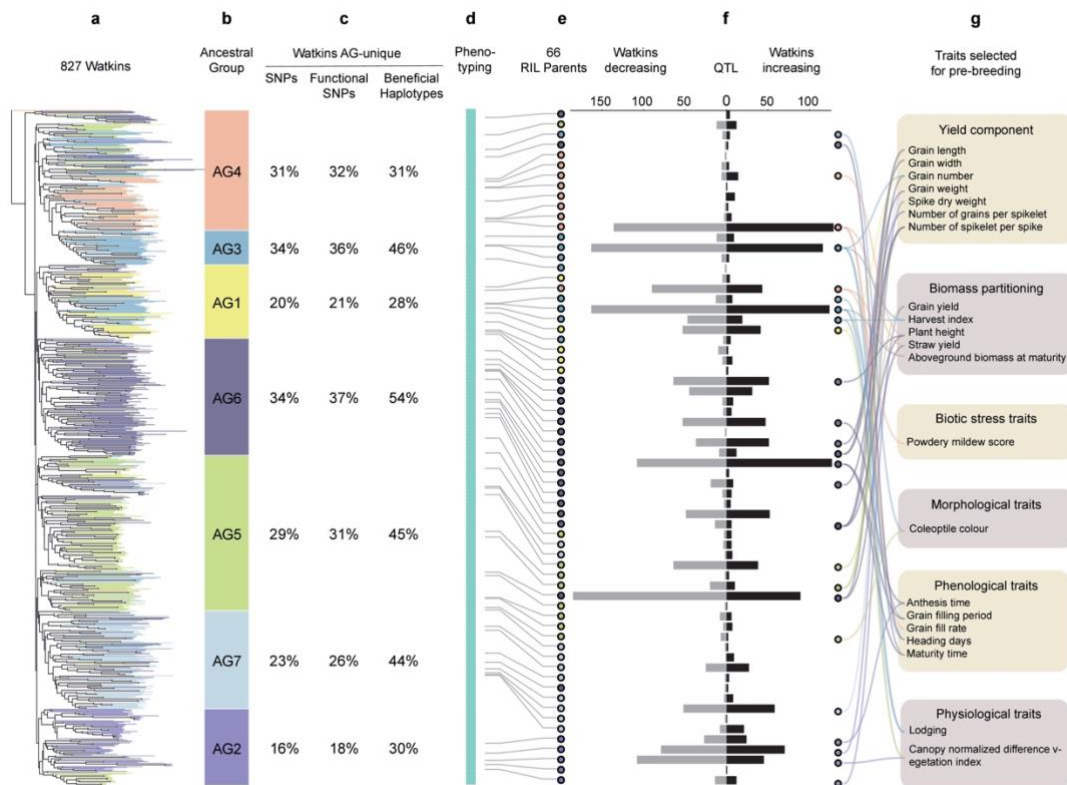 a b c d e f g
827 Watkins
Ancestral
Group
Watkins AG-unique
SNPs
Functional
SNPs
Beneficial
Haplotypes
Pheno-
typing
66
RIL Parents
Watkins
decreasing
QTL
Watkins
increasing
Traits selected
for pre-breeding
150 100 50 0 50 100
AG4 31% 32% 31%
AG3 34% 36% 46%
AG1 20% 21% 28%
AG6 34% 37% 54%
AG5 29% 31% 45%
AG7 23% 26% 44%
AG2 16% 18% 30%
Yield component
Grain length
Grain width
Grain number
Grain weight
Spike dry weight
Number of grains per spikelet
Number of spikelet per spike
Biomass partitioning
Grain yield
Harvest index
Plant height
Straw yield
Aboveground biomass at maturity
Biotic stress traits
Powdery mildew score
Morphological traits
Coleoptile colour
Phenological traits
Anthesis time
Grain filling period
Grain fill rate
Heading days
Maturity time
Physiological traits
Lodging
Canopy normalized difference v-
egetation index